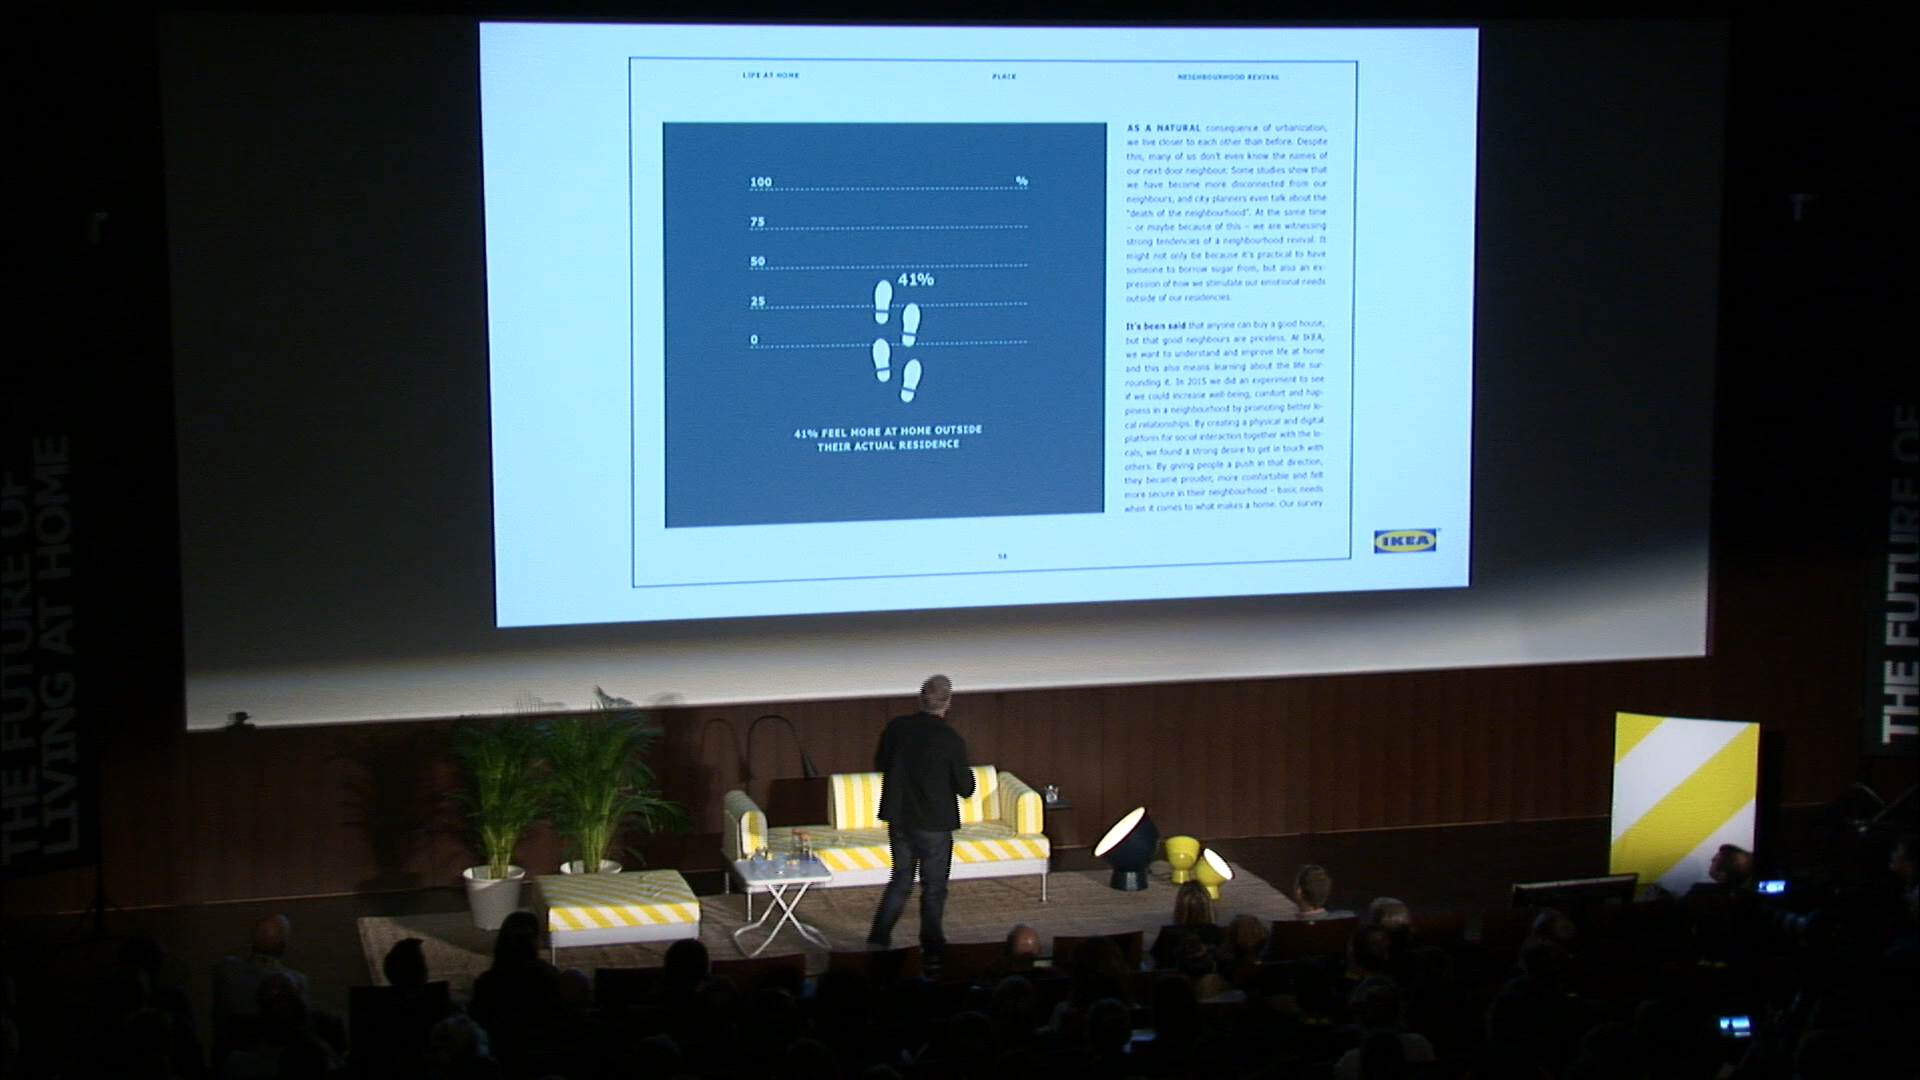 LIFE AT HOME
PLACE
NEIGHBOURHOOD REVIVAL
100 %
75
50
41%
25
0
41% FEEL MORE AT HOME OUTSIDE
THEIR ACTUAL RESIDENCE
AS A NATURAL consequence of urbanization,
we live closer to each other than before. Despite
this, many of us don't even know the names of
our next door neighbour. Some studies show that
we have become more disconnected from our
neighbours, and city planners even talk about the
"death of the neighbourhood". At the same time
– or maybe because of this – we are witnessing
strong tendencies of a neighbourhood revival. It
might not only be because it's practical to have
someone to borrow sugar from, but also an ex-
pression of how we stimulate our emotional needs
outside of our residencies.
It's been said that anyone can buy a good house,
but that good neighbours are priceless. At IKEA,
we want to understand and improve life at home
and this also means learning about the life sur-
rounding it. In 2015 we did an experiment to see
if we could increase well-being, comfort and hap-
piness in a neighbourhood by promoting better lo-
cal relationships. By creating a physical and digital
platform for social interaction together with the lo-
cals, we found a strong desire to get in touch with
others. By giving people a push in that direction,
they became prouder, more comfortable and felt
more secure in their neighbourhood – basic needs
when it comes to what makes a home. Our survey
IKEA
THE FUTURE OF
LIVING AT HOME
THE FUTURE OF